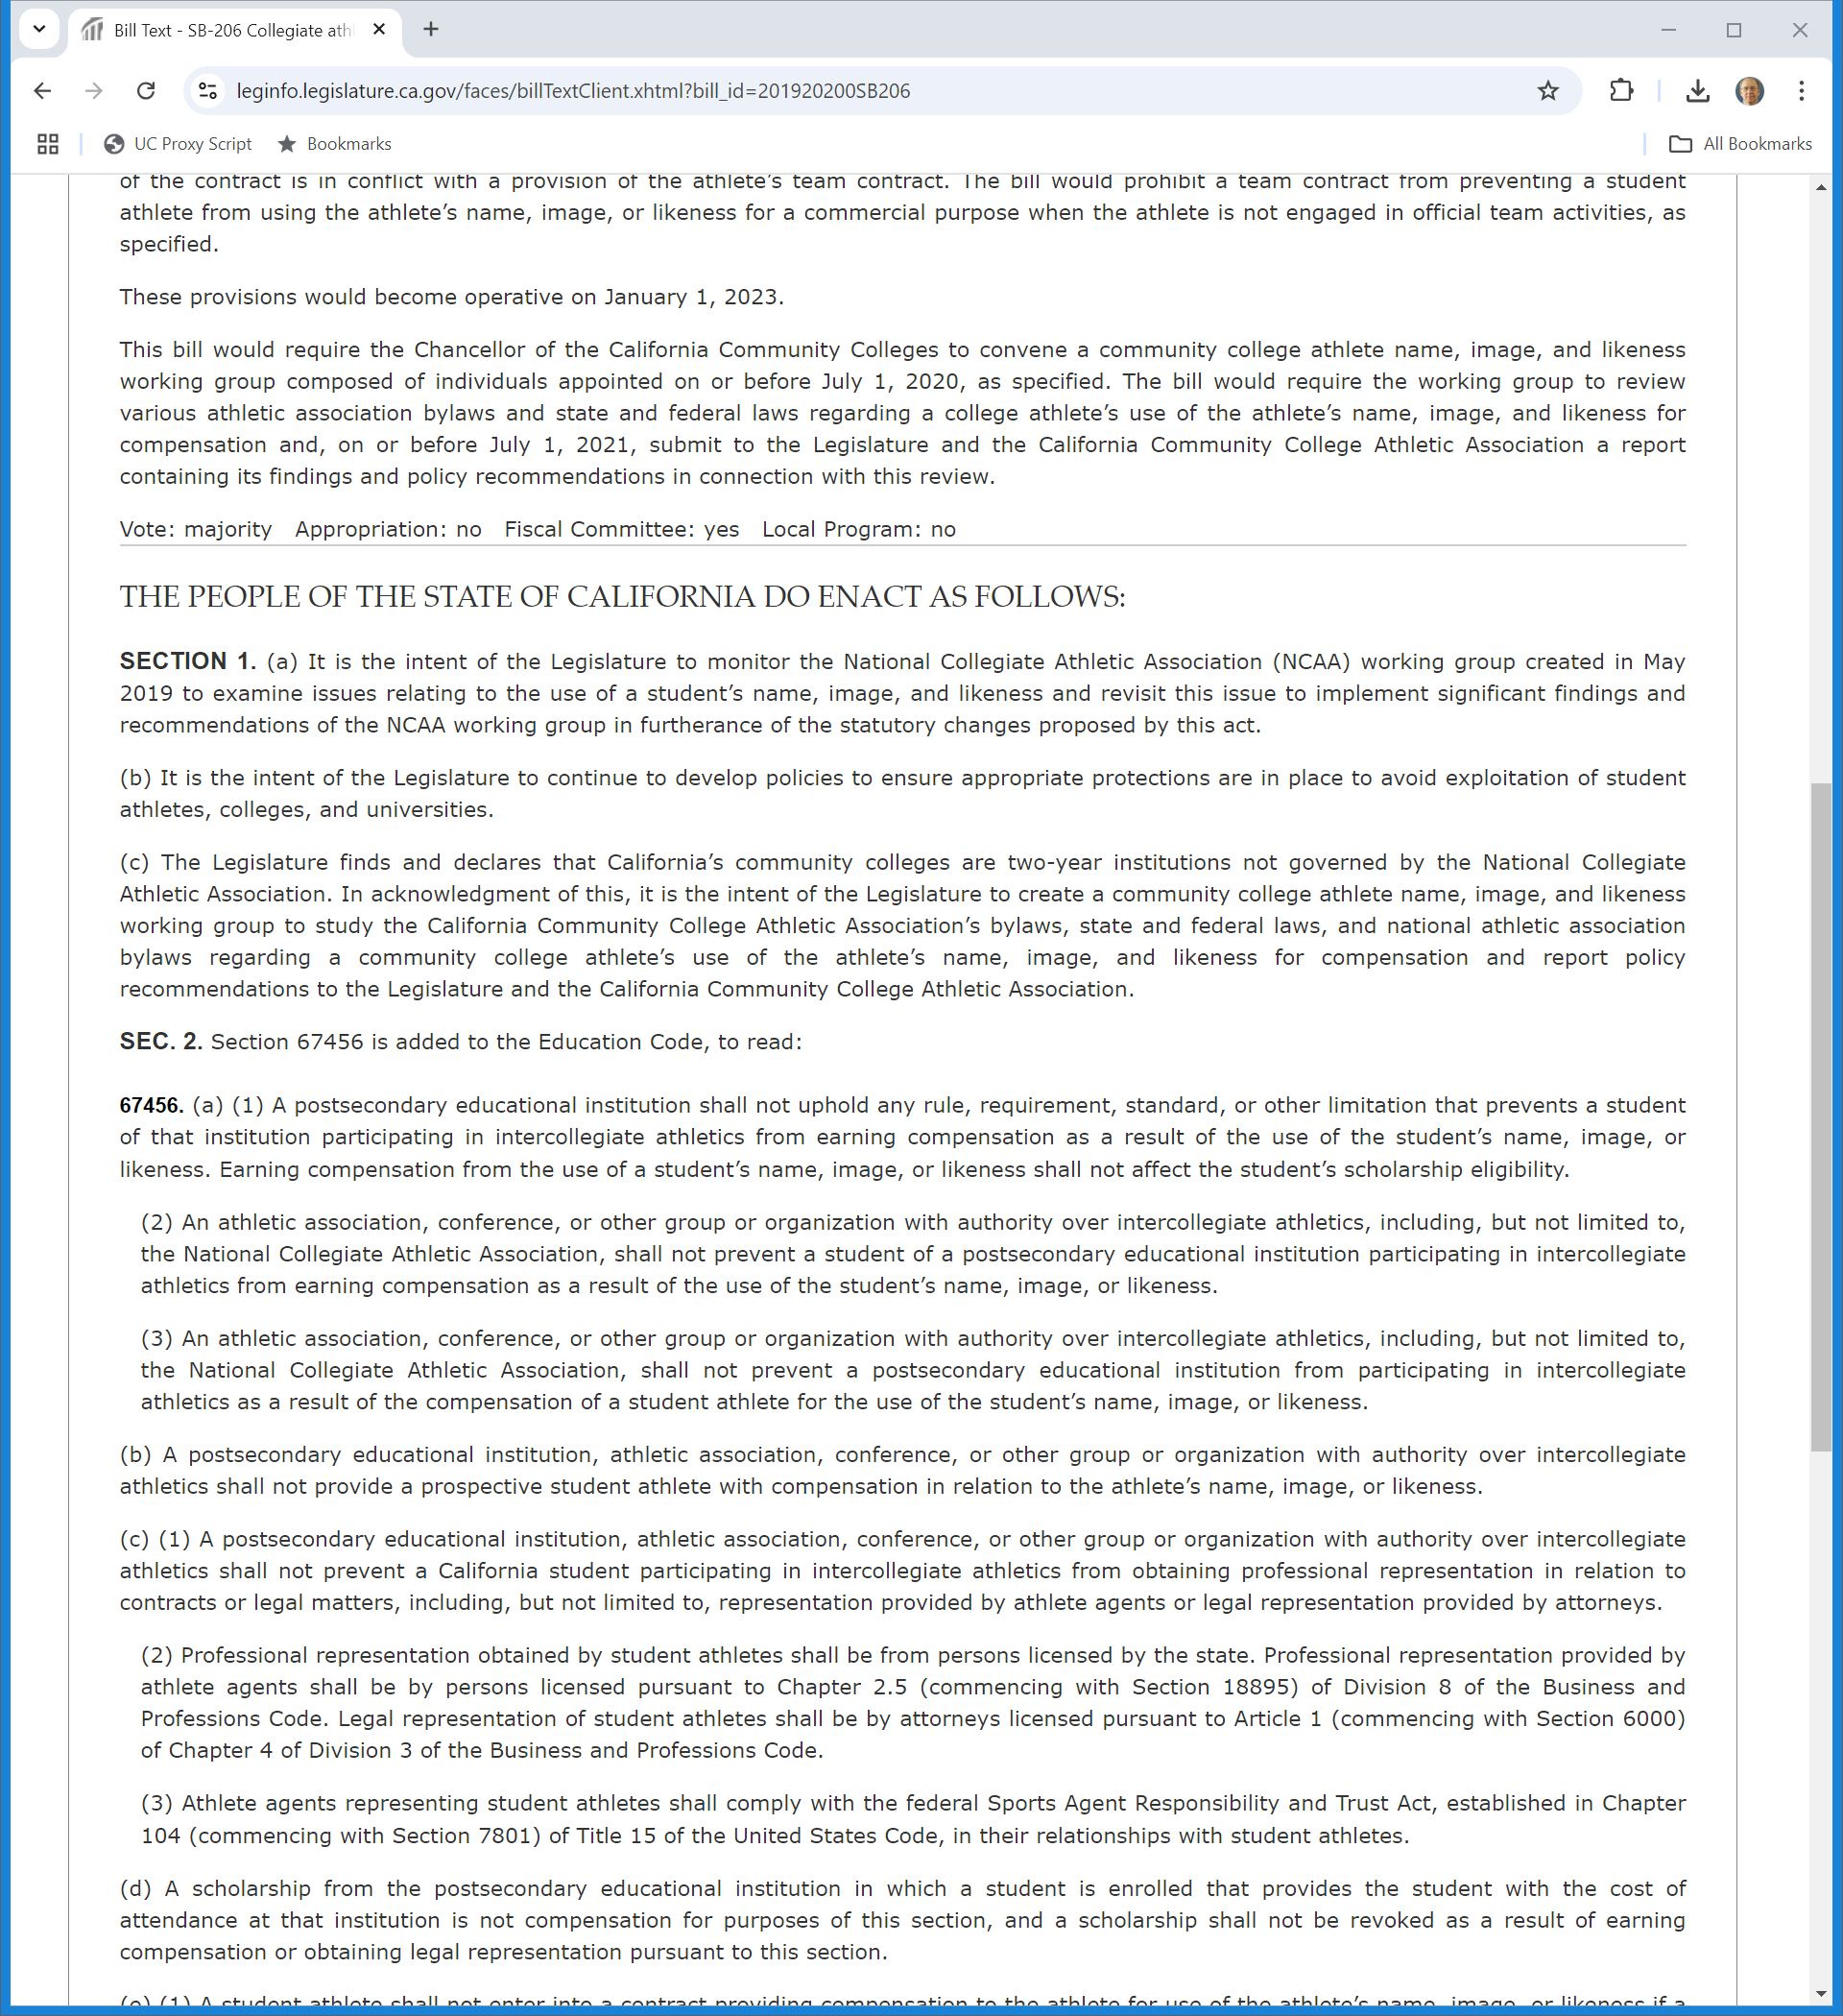 Bill Text - SB-206 Collegiate ath
leginfo.legislature.ca.gov/faces/billTextClient.xhtml?bill_id=201920200SB206
UC Proxy Script
Bookmarks
All Bookmarks
of the contract is in conflict with a provision of the athlete’s team contract. The bill would prohibit a team contract from preventing a student
athlete from using the athlete’s name, image, or likeness for a commercial purpose when the athlete is not engaged in official team activities, as
specified.
These provisions would become operative on January 1, 2023.
This bill would require the Chancellor of the California Community Colleges to convene a community college athlete name, image, and likeness
working group composed of individuals appointed on or before July 1, 2020, as specified. The bill would require the working group to review
various athletic association bylaws and state and federal laws regarding a college athlete’s use of the athlete’s name, image, and likeness for
compensation and, on or before July 1, 2021, submit to the Legislature and the California Community College Athletic Association a report
containing its findings and policy recommendations in connection with this review.
Vote: majority Appropriation: no Fiscal Committee: yes Local Program: no
THE PEOPLE OF THE STATE OF CALIFORNIA DO ENACT AS FOLLOWS:
SECTION 1. (a) It is the intent of the Legislature to monitor the National Collegiate Athletic Association (NCAA) working group created in May
2019 to examine issues relating to the use of a student’s name, image, and likeness and revisit this issue to implement significant findings and
recommendations of the NCAA working group in furtherance of the statutory changes proposed by this act.
(b) It is the intent of the Legislature to continue to develop policies to ensure appropriate protections are in place to avoid exploitation of student
athletes, colleges, and universities.
(c) The Legislature finds and declares that California’s community colleges are two-year institutions not governed by the National Collegiate
Athletic Association. In acknowledgment of this, it is the intent of the Legislature to create a community college athlete name, image, and likeness
working group to study the California Community College Athletic Association’s bylaws, state and federal laws, and national athletic association
bylaws regarding a community college athlete’s use of the athlete’s name, image, and likeness for compensation and report policy
recommendations to the Legislature and the California Community College Athletic Association.
SEC. 2. Section 67456 is added to the Education Code, to read:
67456. (a) (1) A postsecondary educational institution shall not uphold any rule, requirement, standard, or other limitation that prevents a student
of that institution participating in intercollegiate athletics from earning compensation as a result of the use of the student’s name, image, or
likeness. Earning compensation from the use of a student’s name, image, or likeness shall not affect the student’s scholarship eligibility.
(2) An athletic association, conference, or other group or organization with authority over intercollegiate athletics, including, but not limited to,
the National Collegiate Athletic Association, shall not prevent a student of a postsecondary educational institution participating in intercollegiate
athletics from earning compensation as a result of the use of the student’s name, image, or likeness.
(3) An athletic association, conference, or other group or organization with authority over intercollegiate athletics, including, but not limited to,
the National Collegiate Athletic Association, shall not prevent a postsecondary educational institution from participating in intercollegiate
athletics as a result of the compensation of a student athlete for the use of the student’s name, image, or likeness.
(b) A postsecondary educational institution, athletic association, conference, or other group or organization with authority over intercollegiate
athletics shall not provide a prospective student athlete with compensation in relation to the athlete’s name, image, or likeness.
(c) (1) A postsecondary educational institution, athletic association, conference, or other group or organization with authority over intercollegiate
athletics shall not prevent a California student participating in intercollegiate athletics from obtaining professional representation in relation to
contracts or legal matters, including, but not limited to, representation provided by athlete agents or legal representation provided by attorneys.
(2) Professional representation obtained by student athletes shall be from persons licensed by the state. Professional representation provided by
athlete agents shall be by persons licensed pursuant to Chapter 2.5 (commencing with Section 18895) of Division 8 of the Business and
Professions Code. Legal representation of student athletes shall be by attorneys licensed pursuant to Article 1 (commencing with Section 6000)
of Chapter 4 of Division 3 of the Business and Professions Code.
(3) Athlete agents representing student athletes shall comply with the federal Sports Agent Responsibility and Trust Act, established in Chapter
104 (commencing with Section 7801) of Title 15 of the United States Code, in their relationships with student athletes.
(d) A scholarship from the postsecondary educational institution in which a student is enrolled that provides the student with the cost of
attendance at that institution is not compensation for purposes of this section, and a scholarship shall not be revoked as a result of earning
compensation or obtaining legal representation pursuant to this section.
(e) (1) A student athlete shall not enter into a contract providing compensation to the athlete for use of the athlete’s name, image, or likeness if a